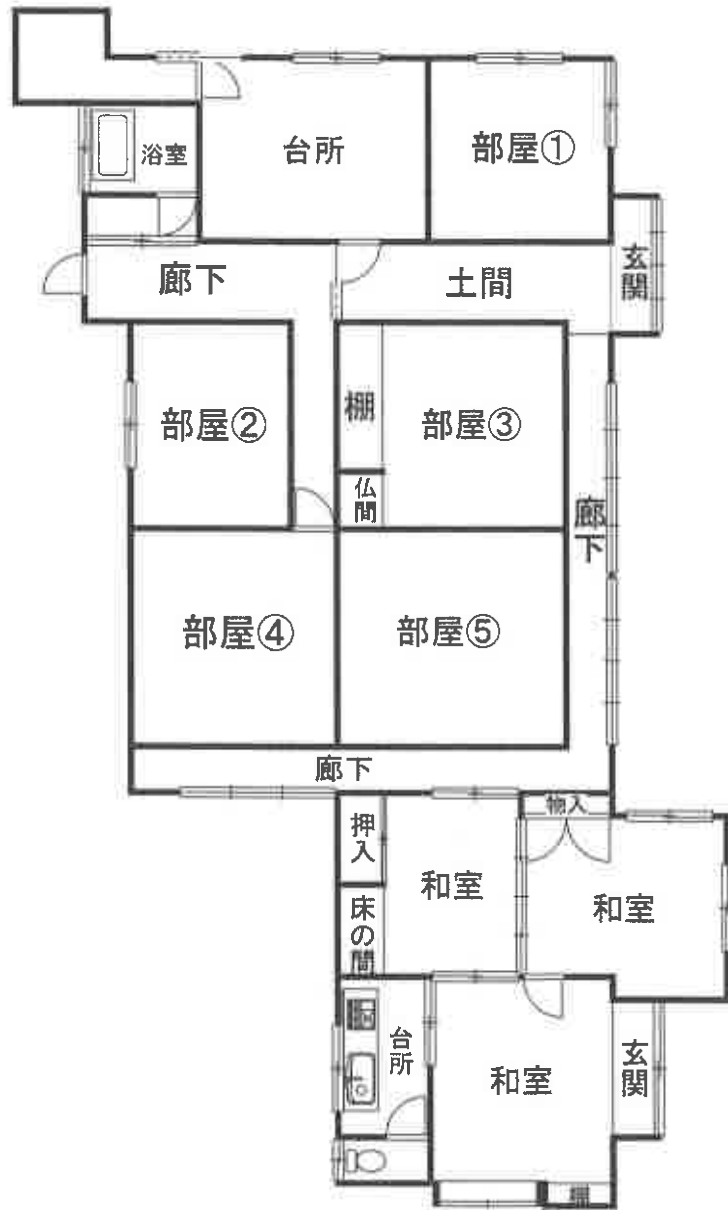 浴室
台所
部屋①
廊下
土間
玄関
部屋②
棚
部屋③
仏間
廊下
部屋④
部屋⑤
廊下
押入
物入
和室
和室
床の間
台所
和室
玄関
棚